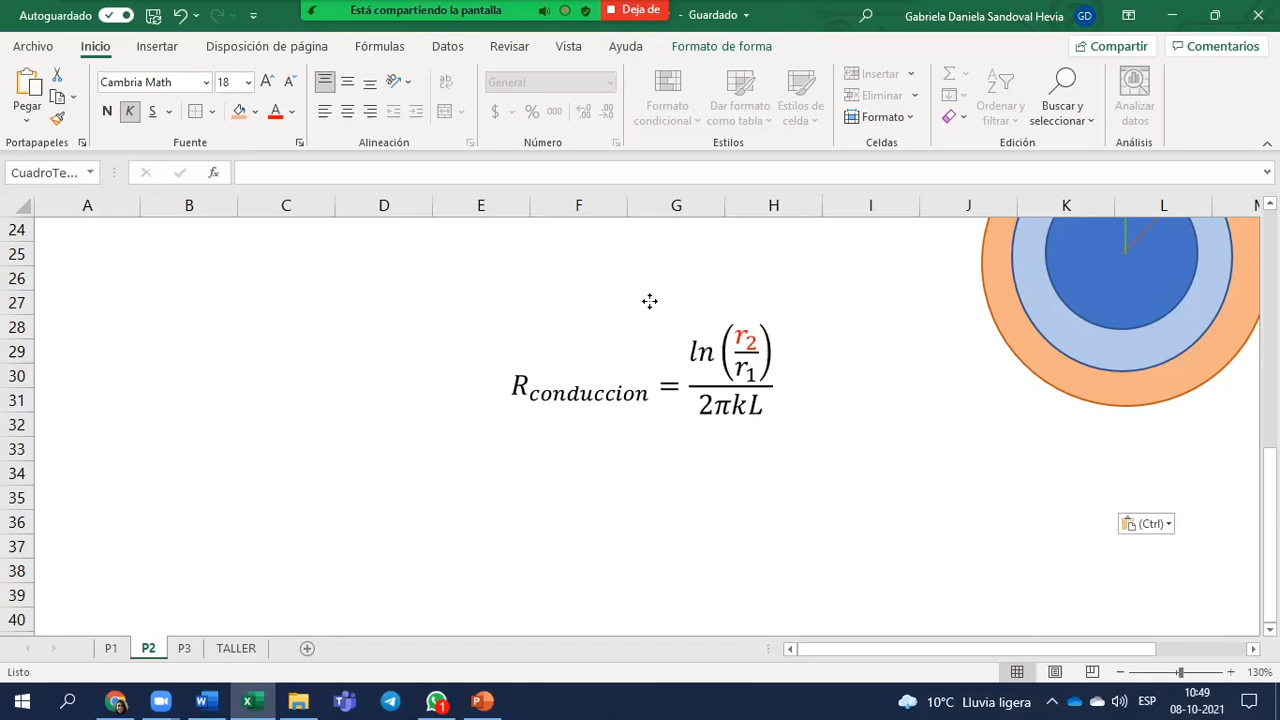 Autoguardado
Está compartiendo la pantalla
Deja de
- Guardado
Gabriela Daniela Sandoval Hevia
GD
Archivo Inicio Insertar Disposición de página Fórmulas Datos Revisar Vista Ayuda Formato de forma
Compartir
Comentarios
Pegar
Cambria Math
18
N K S
General
$ % 000
Formato condicional
Dar formato como tabla
Estilos de celda
Insertar
Eliminar
Formato
Ordenar y filtrar
Buscar y seleccionar
Analizar datos
Portapapeles Fuente Alineación Número Estilos Celdas Edición Análisis
CuadroTe...
fx
A B C D E F G H I J K L
24
25
26
27
28
29
30
31
32
33
34
35
36
37
38
39
40
R_conduccion = ln(r_2/r_1) / 2πkL
(Ctrl)
P1 P2 P3 TALLER
Listo
130%
1
10°C Lluvia ligera
ESP
10:49
08-10-2021